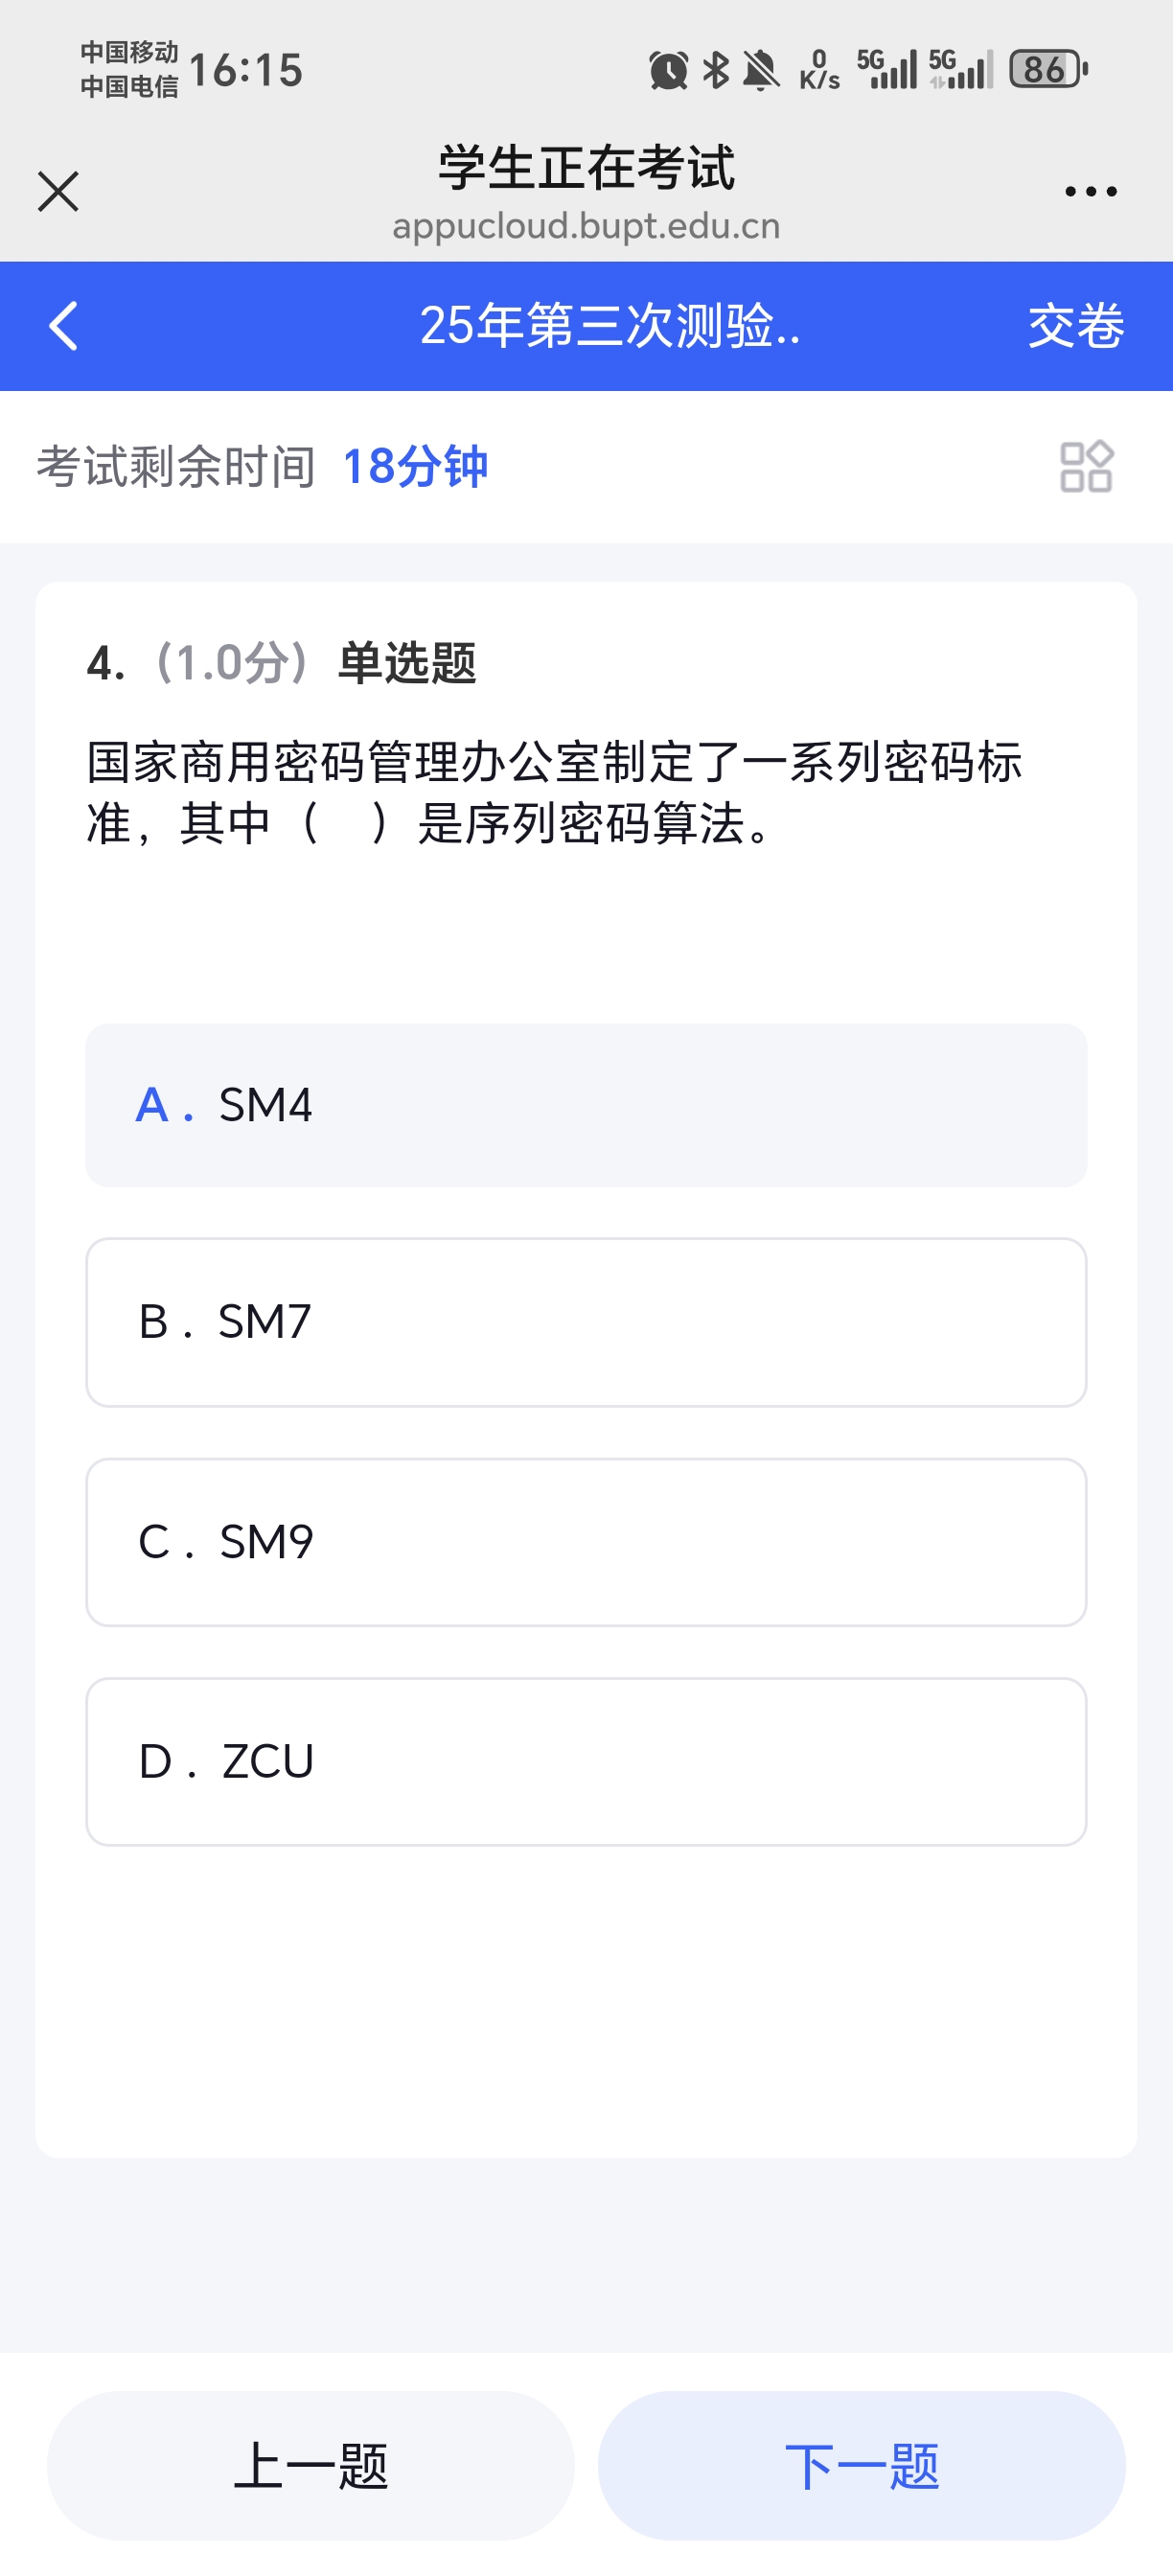 中国移动
中国电信
16:15
0
K/s
5G
5G
86
学生正在考试
appucloud.bupt.edu.cn
25年第三次测验..
交卷
考试剩余时间 18分钟
4. (1.0分) 单选题
国家商用密码管理办公室制定了一系列密码标
准，其中（　）是序列密码算法。
A . SM4
B . SM7
C . SM9
D . ZCU
上一题
下一题